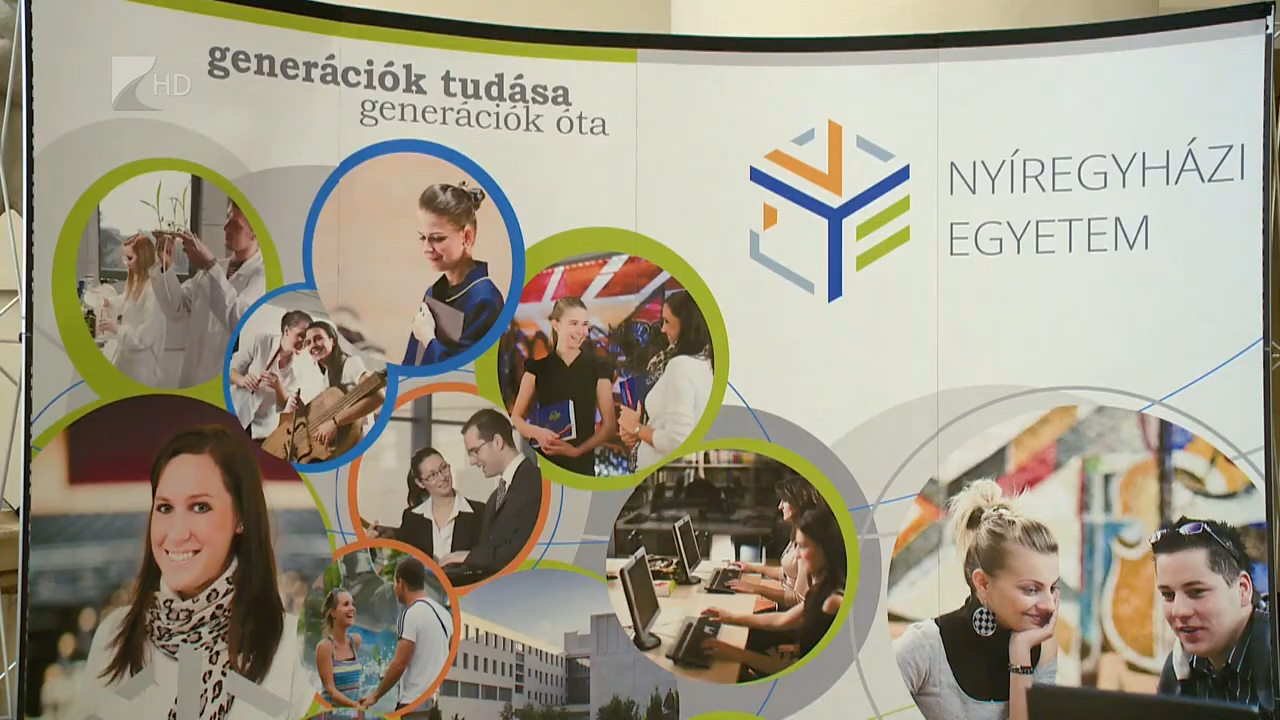 HD
generációk tudása
generációk óta
NYÍREGYHÁZI
EGYETEM